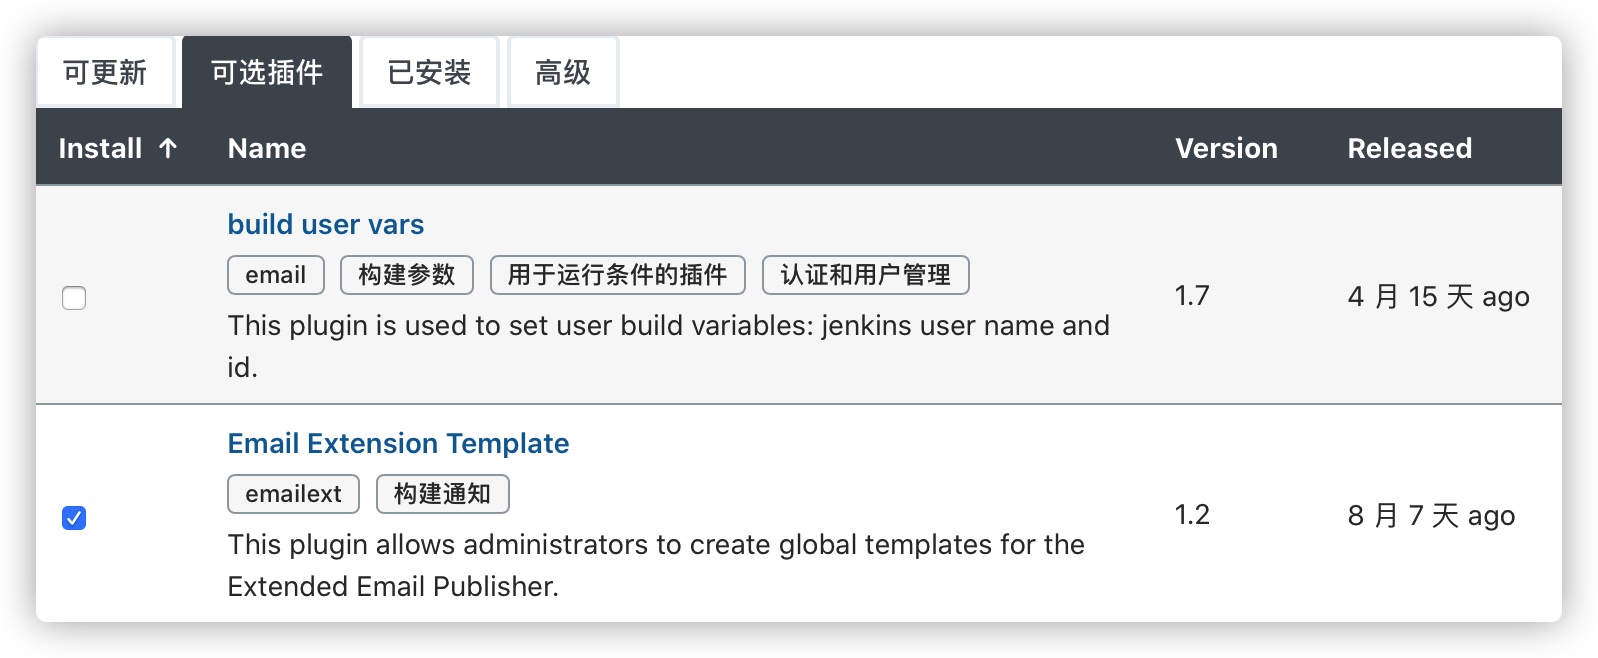 可更新 可选插件 已安装 高级
Install ↑ Name Version Released
build user vars
email 构建参数 用于运行条件的插件 认证和用户管理
This plugin is used to set user build variables: jenkins user name and
id.
1.7 4 月 15 天 ago
Email Extension Template
emailext 构建通知
This plugin allows administrators to create global templates for the
Extended Email Publisher.
1.2 8 月 7 天 ago